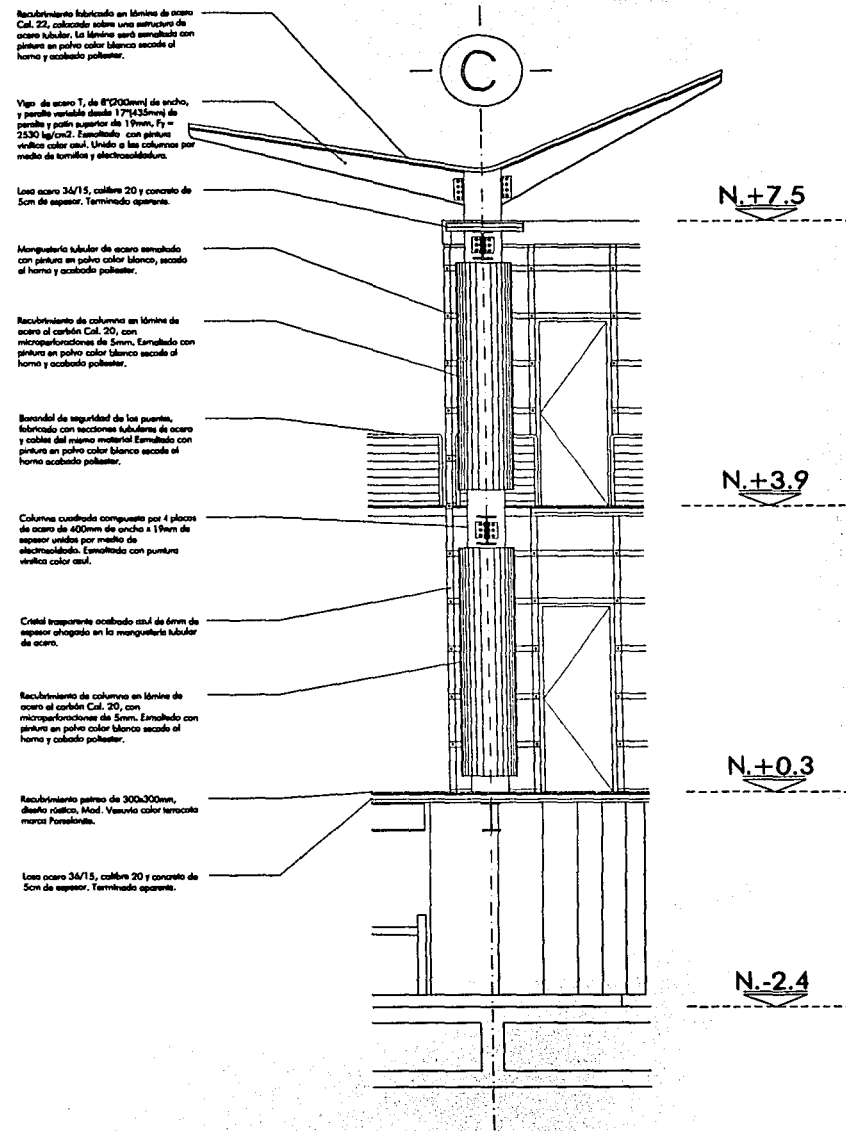 Recubrimiento fabricado en lámina de acero
Cal. 22, colocada sobre una estructura de
acero tubular. La lámina será esmaltada con
pintura en polvo color blanco secada al
horno y acabado poliester.
Viga de acero T, de 8"(200mm) de ancho,
y peralte variable desde 17"(435mm) de
peralte y patín superior de 19mm, Fy =
2530 kg/cm2. Esmaltada con pintura
vinílica color azul. Unida a las columnas por
medio de tornillos y electrosoldadura.
Losa acero 36/15, calibre 20 y concreto de
5cm de espesor. Terminado aparente.
Manguetería tubular de acero esmaltado
con pintura en polvo color blanco, secada
al horno y acabado poliester.
Recubrimiento de columna en lámina de
acero al carbón Cal. 20, con
microperforaciones de 5mm. Esmaltado con
pintura en polvo color blanco secada al
horno y acabado poliester.
Barandal de seguridad de los puentes,
fabricado con secciones tubulares de acero
y cables del mismo material Esmaltado con
pintura en polvo color blanco secada al
horno acabado poliester.
Columna cuadrada compuesta por 4 placas
de acero de 400mm de ancho x 19mm de
espesor unidas por medio de
electrosoldado. Esmaltada con puntura
vinílica color azul.
Cristal trasparente acabado azul de 6mm de
espesor ahogado en la manguetería tubular
de acero.
Recubrimiento de columna en lámina de
acero al carbón Cal. 20, con
microperforaciones de 5mm. Esmaltado con
pintura en polvo color blanco secada al
horno y cabado poliester.
Recubrimiento petreo de 300x300mm,
diseño rústico, Mod. Vesuvio color terracota
marca Porcelanite.
Losa acero 36/15, calibre 20 y concreto de
5cm de espesor. Terminado aparente.
C
N.+7.5
N.+3.9
N.+0.3
N.-2.4